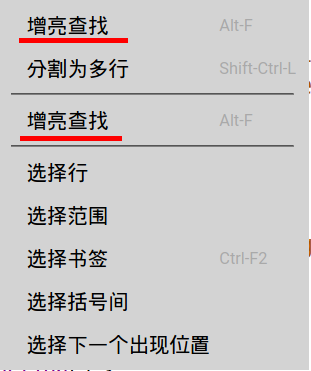 增亮查找 Alt-F
分割为多行 Shift-Ctrl-L
增亮查找 Alt-F
选择行
选择范围
选择书签 Ctrl-F2
选择括号间
选择下一个出现位置